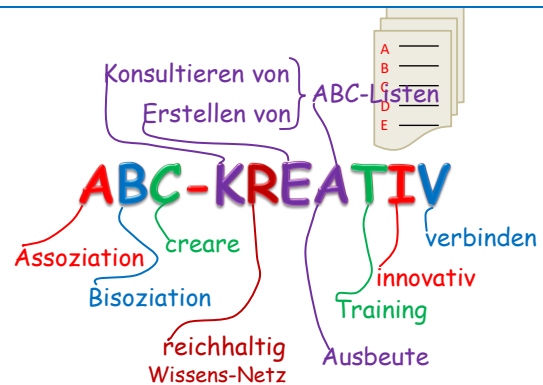 A
B
C
D
E
Konsultieren von
Erstellen von
ABC-Listen
ABC-KREATIV
Assoziation
Bisoziation
creare
reichhaltig
Wissens-Netz
Ausbeute
Training
innovativ
verbinden